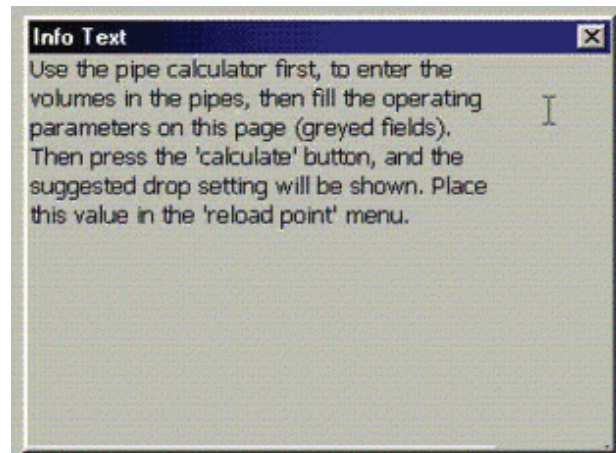 Info Text
Use the pipe calculator first, to enter the
volumes in the pipes, then fill the operating
parameters on this page (greyed fields).
Then press the 'calculate' button, and the
suggested drop setting will be shown. Place
this value in the 'reload point' menu.